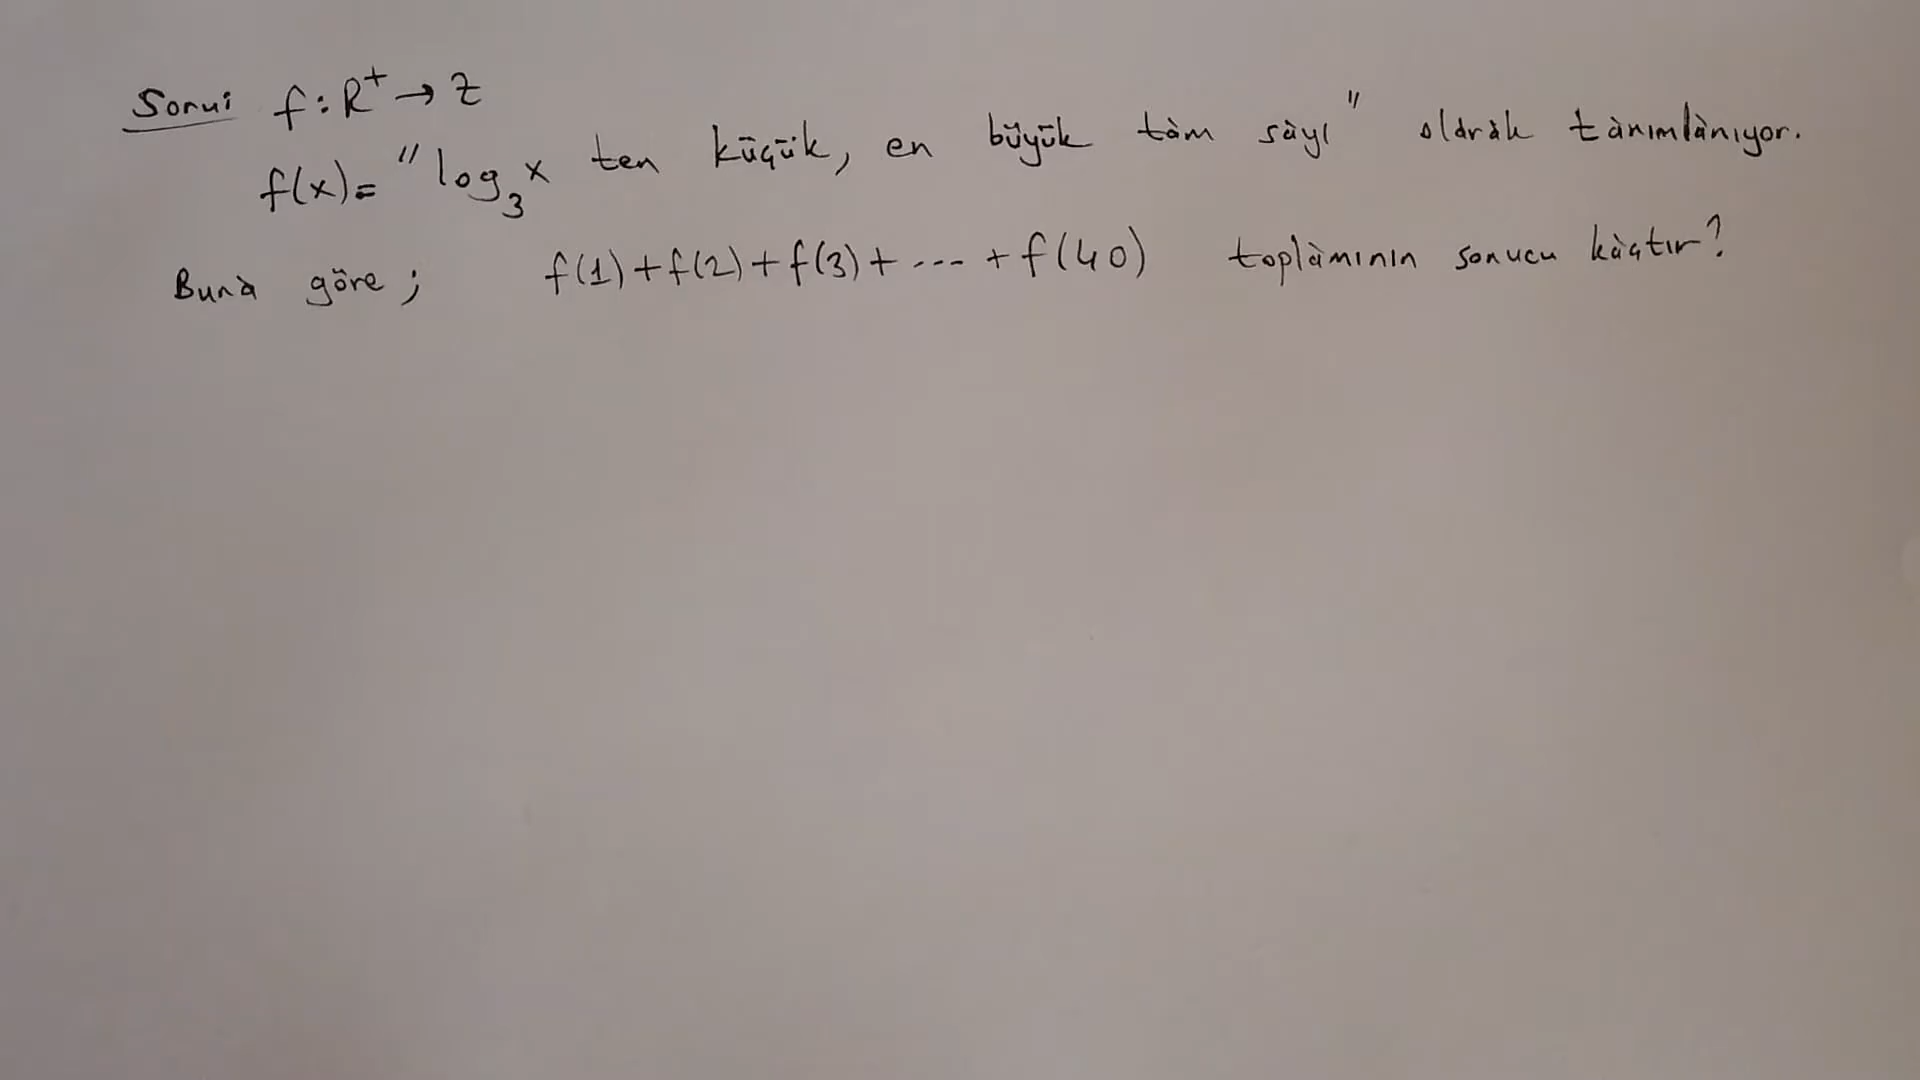 Soru: f:R⁺→Z
f(x)= "log₃x ten küçük, en büyük tam sayı" olarak tanımlanıyor.
Buna göre; f(1)+f(2)+f(3)+---+f(40) toplamının sonucu kaçtır?